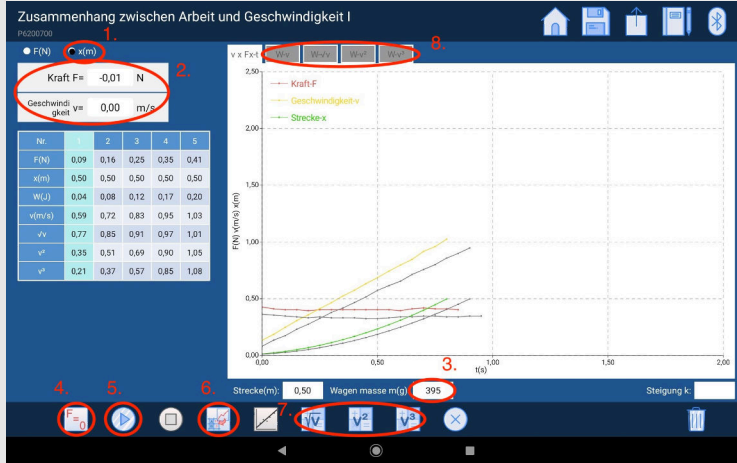 Zusammenhang zwischen Arbeit und Geschwindigkeit I
P6200700
1.
F(N) x(m)
2.
Kraft F= -0,01 N
Geschwindi
gkeit v= 0,00 m/s
Nr. 1 2 3 4 5
F(N) 0,09 0,16 0,25 0,35 0,41
x(m) 0,50 0,50 0,50 0,50 0,50
W(J) 0,04 0,08 0,12 0,17 0,20
v(m/s) 0,59 0,72 0,83 0,95 1,03
√v 0,77 0,85 0,91 0,97 1,01
v² 0,35 0,51 0,69 0,90 1,05
v³ 0,21 0,37 0,57 0,85 1,08
8.
v x Fx-t W-v W-√v W-v² W-v³
2,50
2,00
1,50
1,00
0,50
0,00
F(N) v(m/s) x(m)
Kraft-F
Geschwindigkeit-v
Strecke-x
0,00 0,50 1,00 1,50 2,00
t(s)
3.
Strecke(m): 0,50 Wagen masse m(g): 395 Steigung k:
4. 5. 6. 7.
F=0 √v v² v³